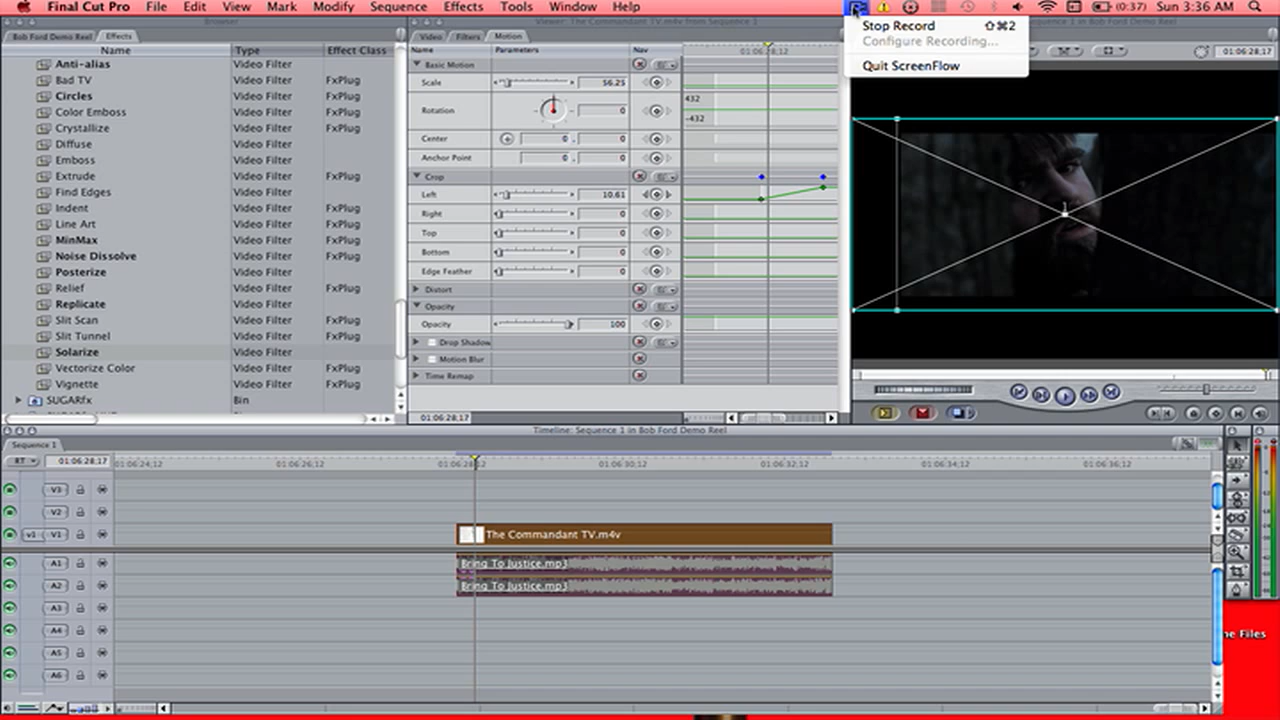 Final Cut Pro File Edit View Mark Modify Sequence Effects Tools Window Help (0:37) Sun 3:36 AM
Stop Record ⇧⌘2
Configure Recording...
Quit ScreenFlow
Browser
Viewer: The Commandant TV.m4v from Sequence 1
Bob Ford Demo Reel Effects
Video Filters Motion
Name Type Effect Class
Name Parameters Nav 01:06:28;17
01:06:28;17
Anti-alias Video Filter
Bad TV Video Filter FxPlug
Circles Video Filter FxPlug
Color Emboss Video Filter FxPlug
Crystallize Video Filter FxPlug
Diffuse Video Filter
Emboss Video Filter
Extrude Video Filter FxPlug
Find Edges Video Filter FxPlug
Indent Video Filter FxPlug
Line Art Video Filter FxPlug
MinMax Video Filter FxPlug
Noise Dissolve Video Filter FxPlug
Posterize Video Filter FxPlug
Relief Video Filter FxPlug
Replicate Video Filter
Slit Scan Video Filter FxPlug
Slit Tunnel Video Filter FxPlug
Solarize Video Filter
Vectorize Color Video Filter FxPlug
Vignette Video Filter FxPlug
SUGARfx Bin
Basic Motion
Scale 56.25
Rotation 0
432
-432
Center 0 , 0
Anchor Point 0 , 0
Crop
Left 10.61
Right 0
Top 0
Bottom 0
Edge Feather 0
Distort
Opacity
Opacity 100
Drop Shadow
Motion Blur
Time Remap
01:06:28;17
1
Timeline: Sequence 1 in Bob Ford Demo Reel
Sequence 1
RT 01:06:28;17 01:06:24;12 01:06:26;12 01:06:28;12 01:06:30;12 01:06:32;12 01:06:34;12 01:06:36;12
V3
V2
v1 V1 The Commandant TV.m4v
A1 Bring To Justice.mp3
A2 Bring To Justice.mp3
A3
A4
A5
A6
ne Files